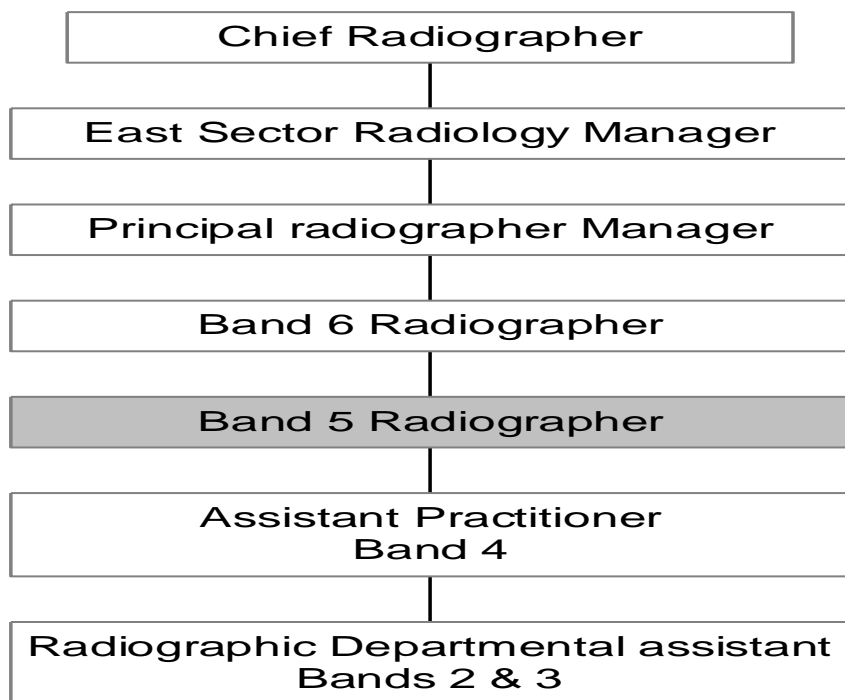 Chief Radiographer
East Sector Radiology Manager
Principal radiographer Manager
Band 6 Radiographer
Band 5 Radiographer
Assistant Practitioner
Band 4
Radiographic Departmental assistant
Bands 2 & 3